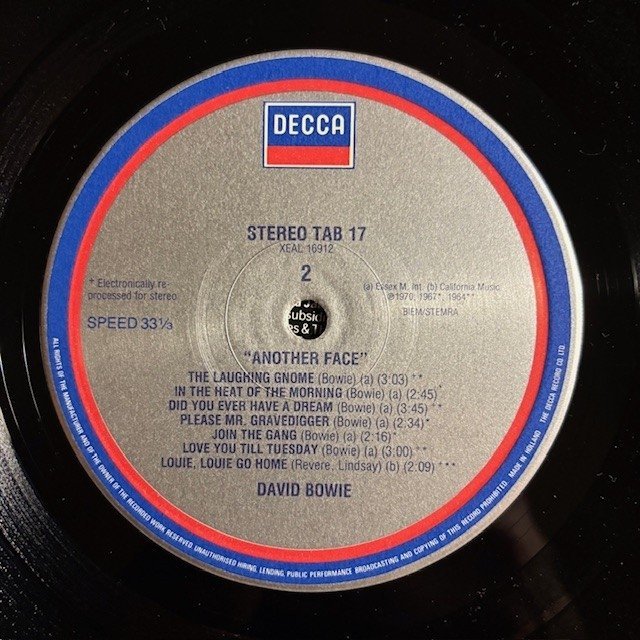 DECCA
STEREO TAB 17
XEAL 16912
2
+ Electronically re-
processed for stereo
SPEED 33⅓
(a) Essex M. Int. (b) California Music
℗1970, 1967*, 1964**
BIEM/STEMRA
"ANOTHER FACE"
THE LAUGHING GNOME (Bowie) (a) (3:03) +*
IN THE HEAT OF THE MORNING (Bowie) (a) (2:45)
DID YOU EVER HAVE A DREAM (Bowie) (a) (3:45) +*
PLEASE MR. GRAVEDIGGER (Bowie) (a) (2:34)*
JOIN THE GANG (Bowie) (a) (2:16)*
LOVE YOU TILL TUESDAY (Bowie) (a) (3:00) +*
LOUIE, LOUIE GO HOME (Revere, Lindsay) (b) (2:09) +**
DAVID BOWIE
ALL RIGHTS OF THE MANUFACTURER AND OF THE OWNER OF THE RECORDED WORK RESERVED. UNAUTHORISED HIRING, LENDING, PUBLIC PERFORMANCE BROADCASTING AND COPYING OF THIS RECORD PROHIBITED. MADE IN HOLLAND THE DECCA RECORD CO LTD.